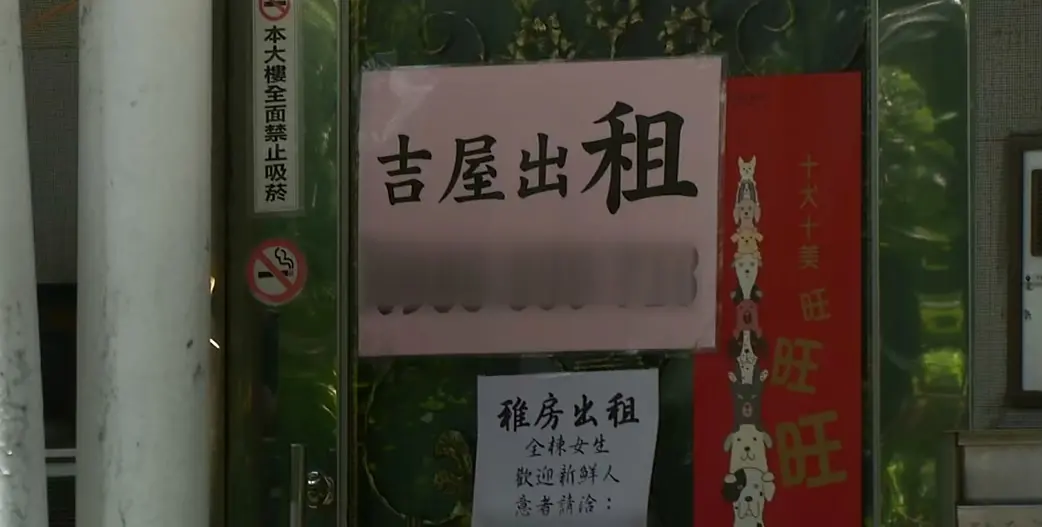 本大樓全面禁止吸菸
吉屋出租
雅房出租
全棟女生
歡迎新鮮人
意者請洽：
十犬十美
旺
旺
旺